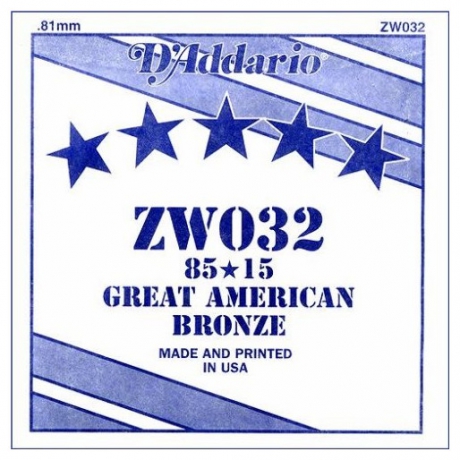 .81mm ZW032
D'Addario
ZW032
85★15
GREAT AMERICAN
BRONZE
MADE AND PRINTED
IN USA